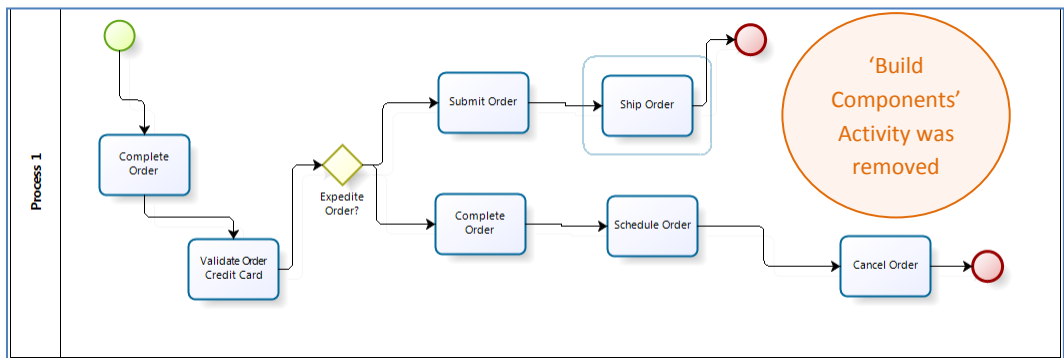 Process 1
Complete
Order
Validate Order
Credit Card
Expedite
Order?
Submit Order
Ship Order
Complete
Order
Schedule Order
Cancel Order
‘Build
Components’
Activity was
removed